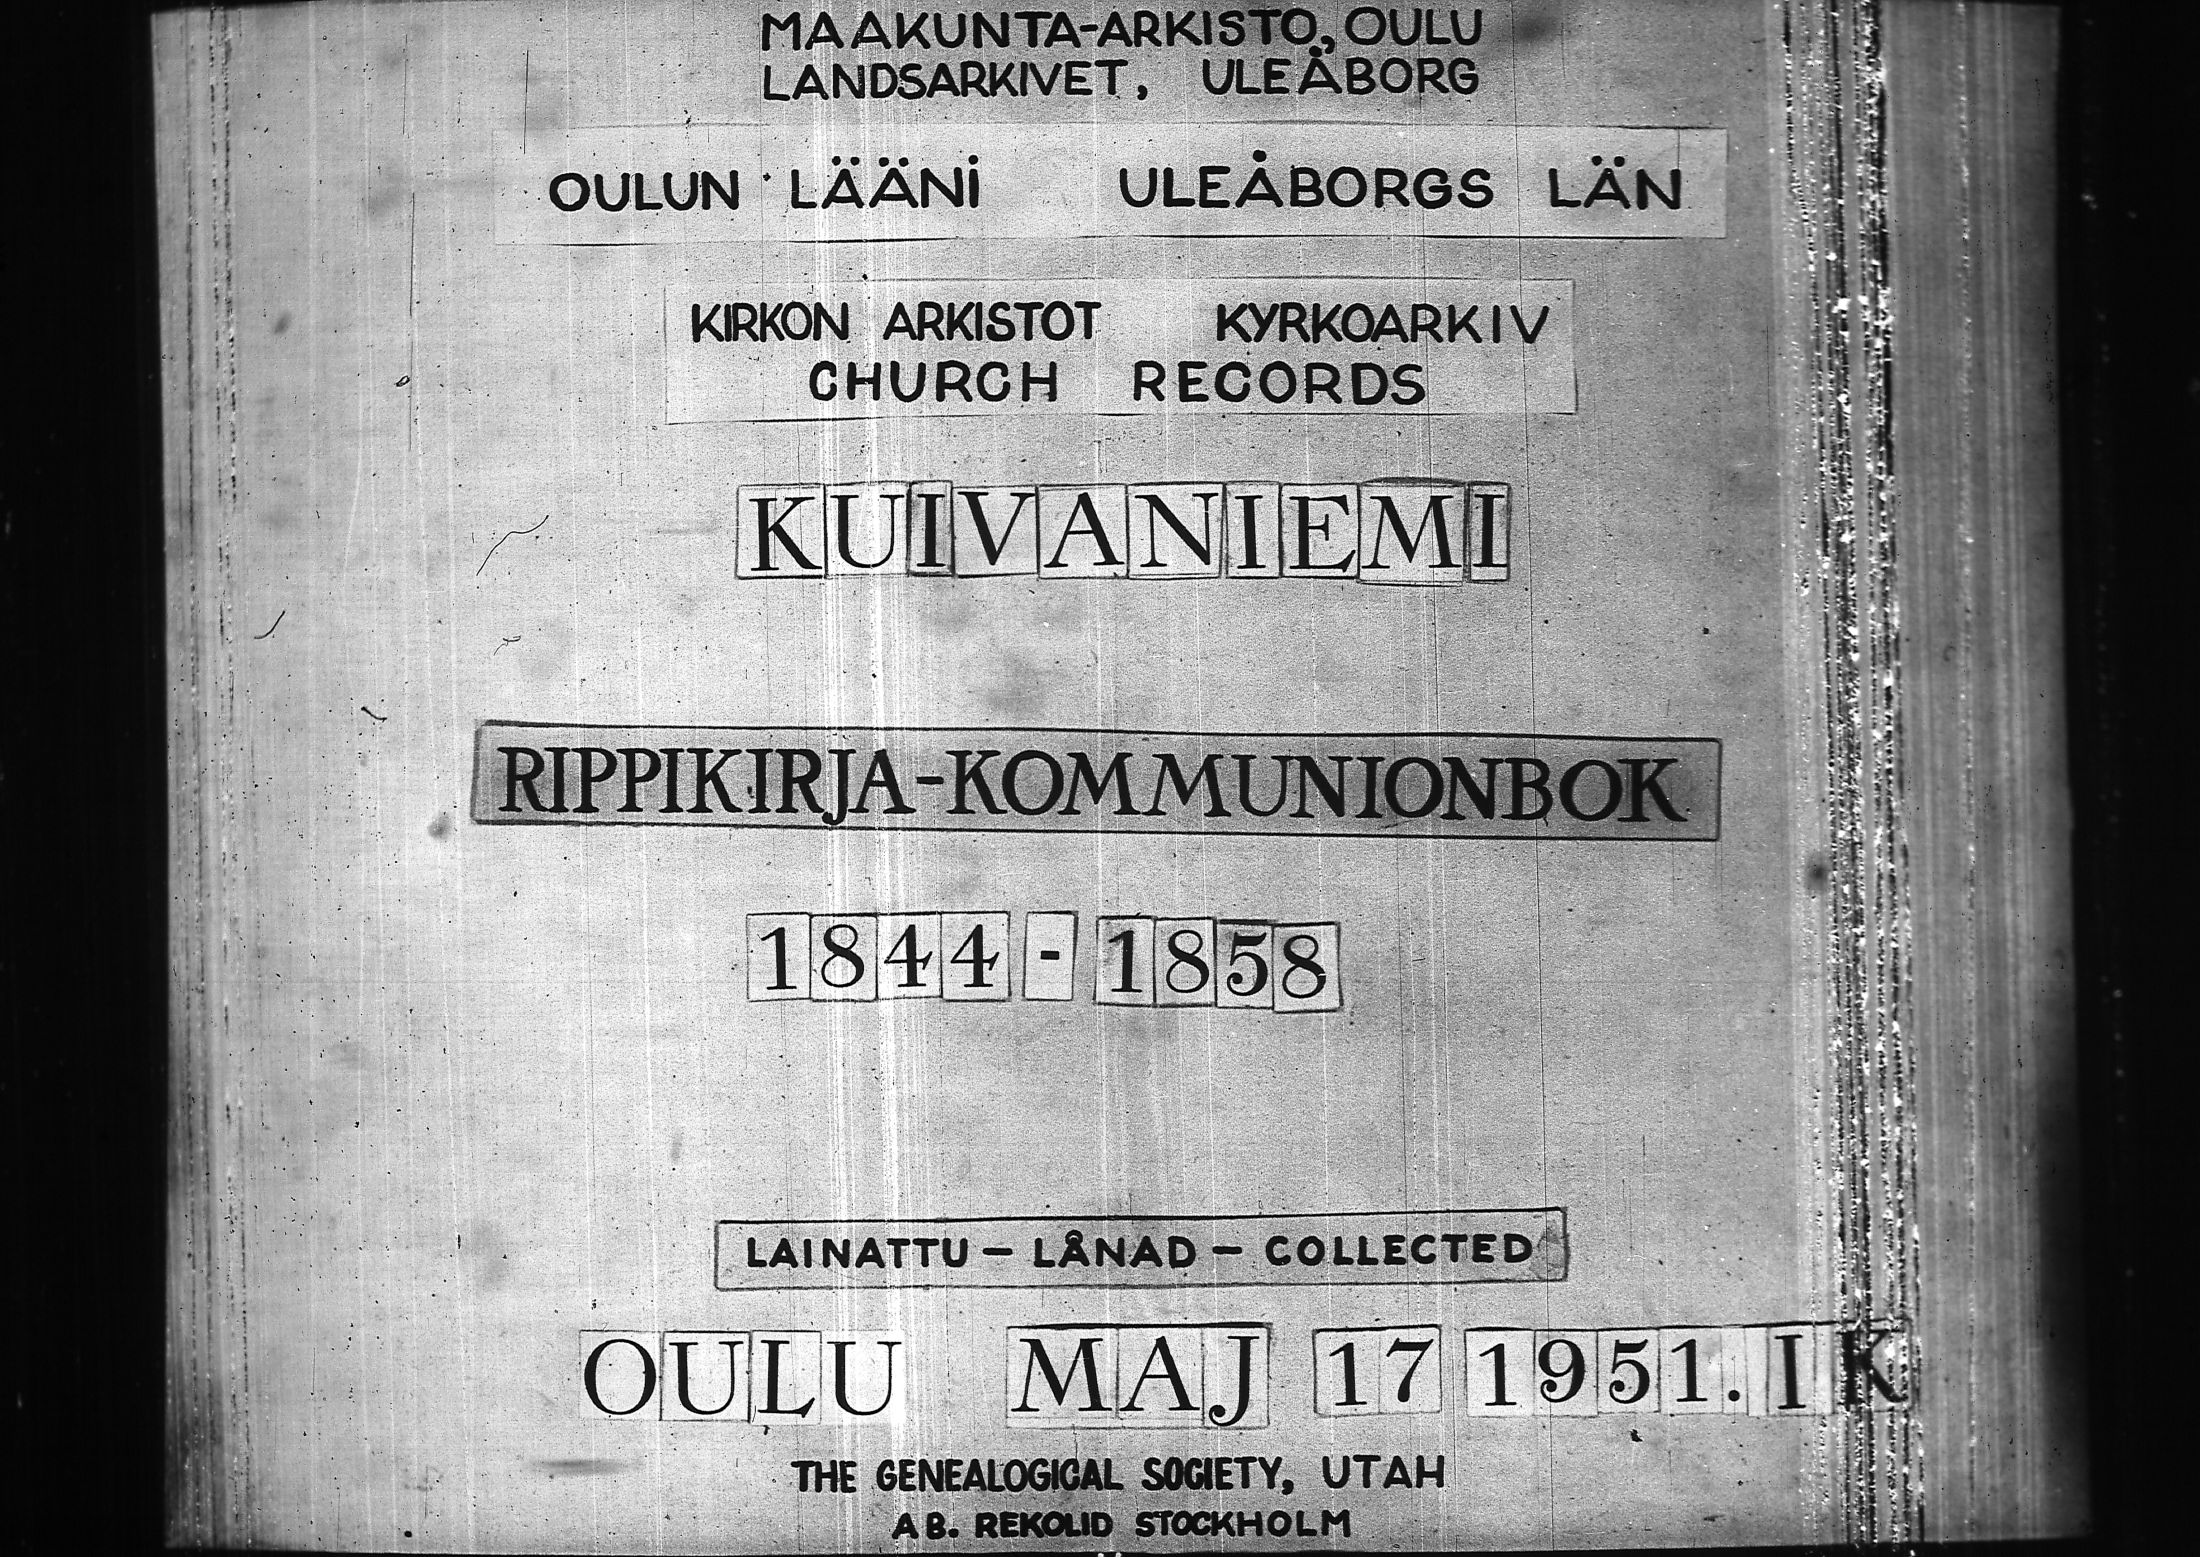 MAAKUNTA-ARKISTO, OULU
LANDSARKIVET, ULEÅBORG
OULUN LÄÄNI ULEÅBORGS LÄN
KIRKON ARKISTOT KYRKOARKIV
CHURCH RECORDS
KUIVANIEMI
RIPPIKIRJA-KOMMUNIONBOK
1844-1858
LAINATTU - LÅNAD - COLLECTED
OULU MAJ 17 1951. I K
THE GENEALOGICAL SOCIETY, UTAH
AB. REKOLID STOCKHOLM